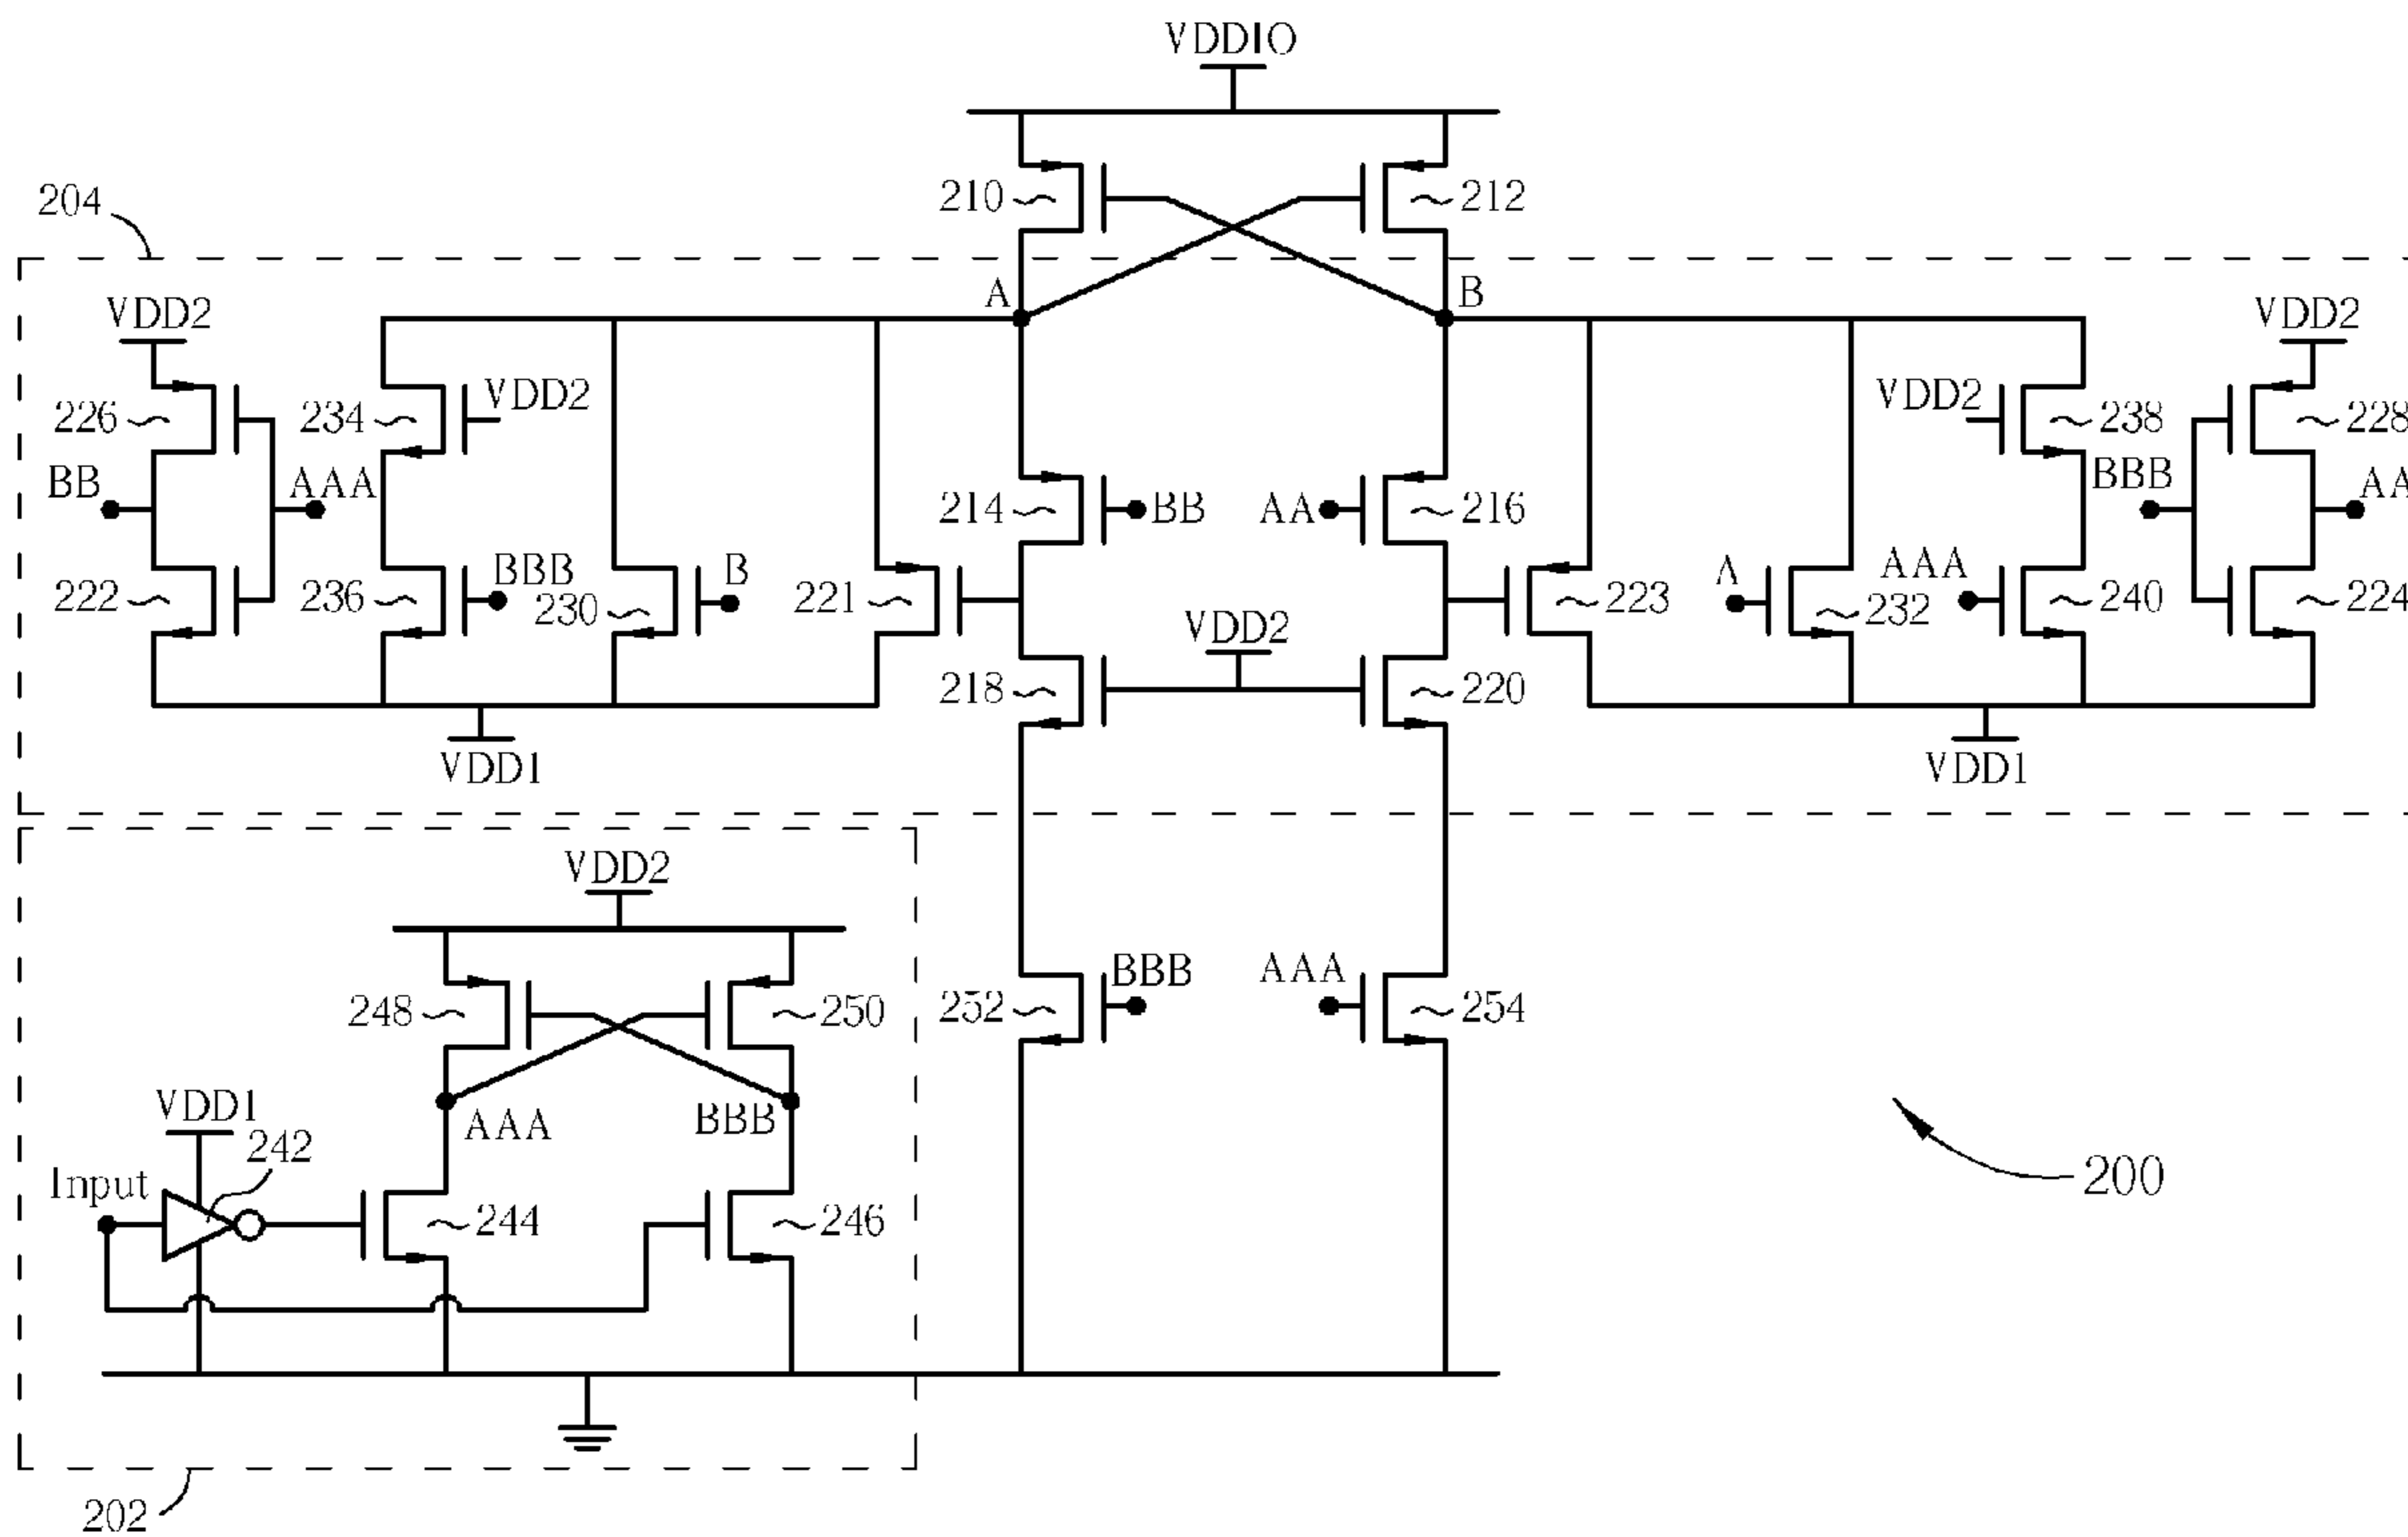 VDDIO
204
210
212
A
B
VDD2
VDD2
226
234
VDD2
VDD2
238
228
BB
AAA
214
BB
AA
216
BBB
AA
222
236
BBB
230
B
221
VDD2
223
A
232
AAA
240
224
218
220
VDD1
VDD1
VDD2
248
250
252
BBB
AAA
254
VDD1
242
AAA
BBB
Input
244
246
200
202